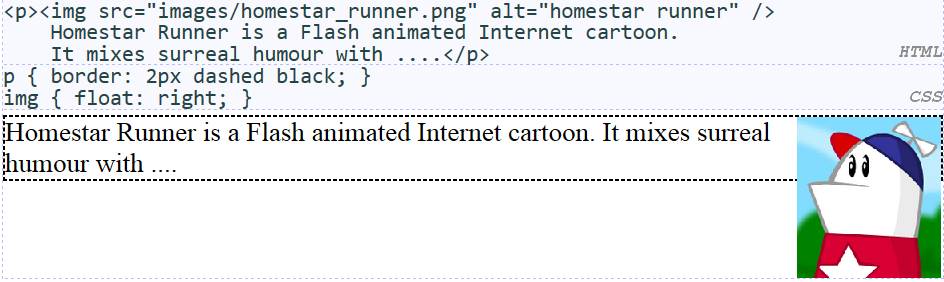 <p><img src="images/homestar_runner.png" alt="homestar runner" />
    Homestar Runner is a Flash animated Internet cartoon.
    It mixes surreal humour with ....</p>
HTML
p { border: 2px dashed black; }
img { float: right; }
CSS
Homestar Runner is a Flash animated Internet cartoon. It mixes surreal
humour with ....